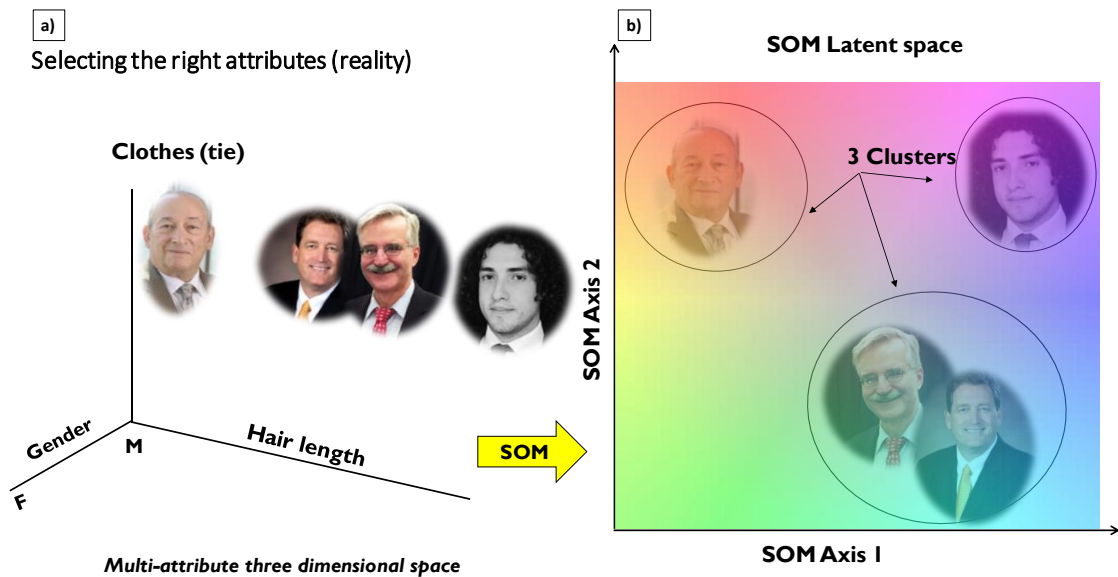 a)
Selecting the right attributes (reality)
Clothes (tie)
Gender
M
F
Hair length
Multi-attribute three dimensional space
SOM
b)
SOM Latent space
3 Clusters
SOM Axis 2
SOM Axis 1